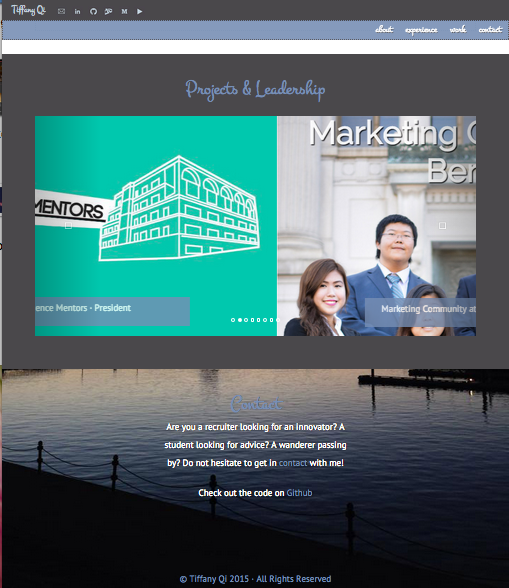 Tiffany Qi
about experience work contact
Projects & Leadership
MENTORS
Marketing
Ber
ence Mentors - President
Marketing Community at
Contact
Are you a recruiter looking for an innovator? A
student looking for advice? A wanderer passing
by? Do not hesitate to get in contact with me!
Check out the code on Github
© Tiffany Qi 2015 · All Rights Reserved